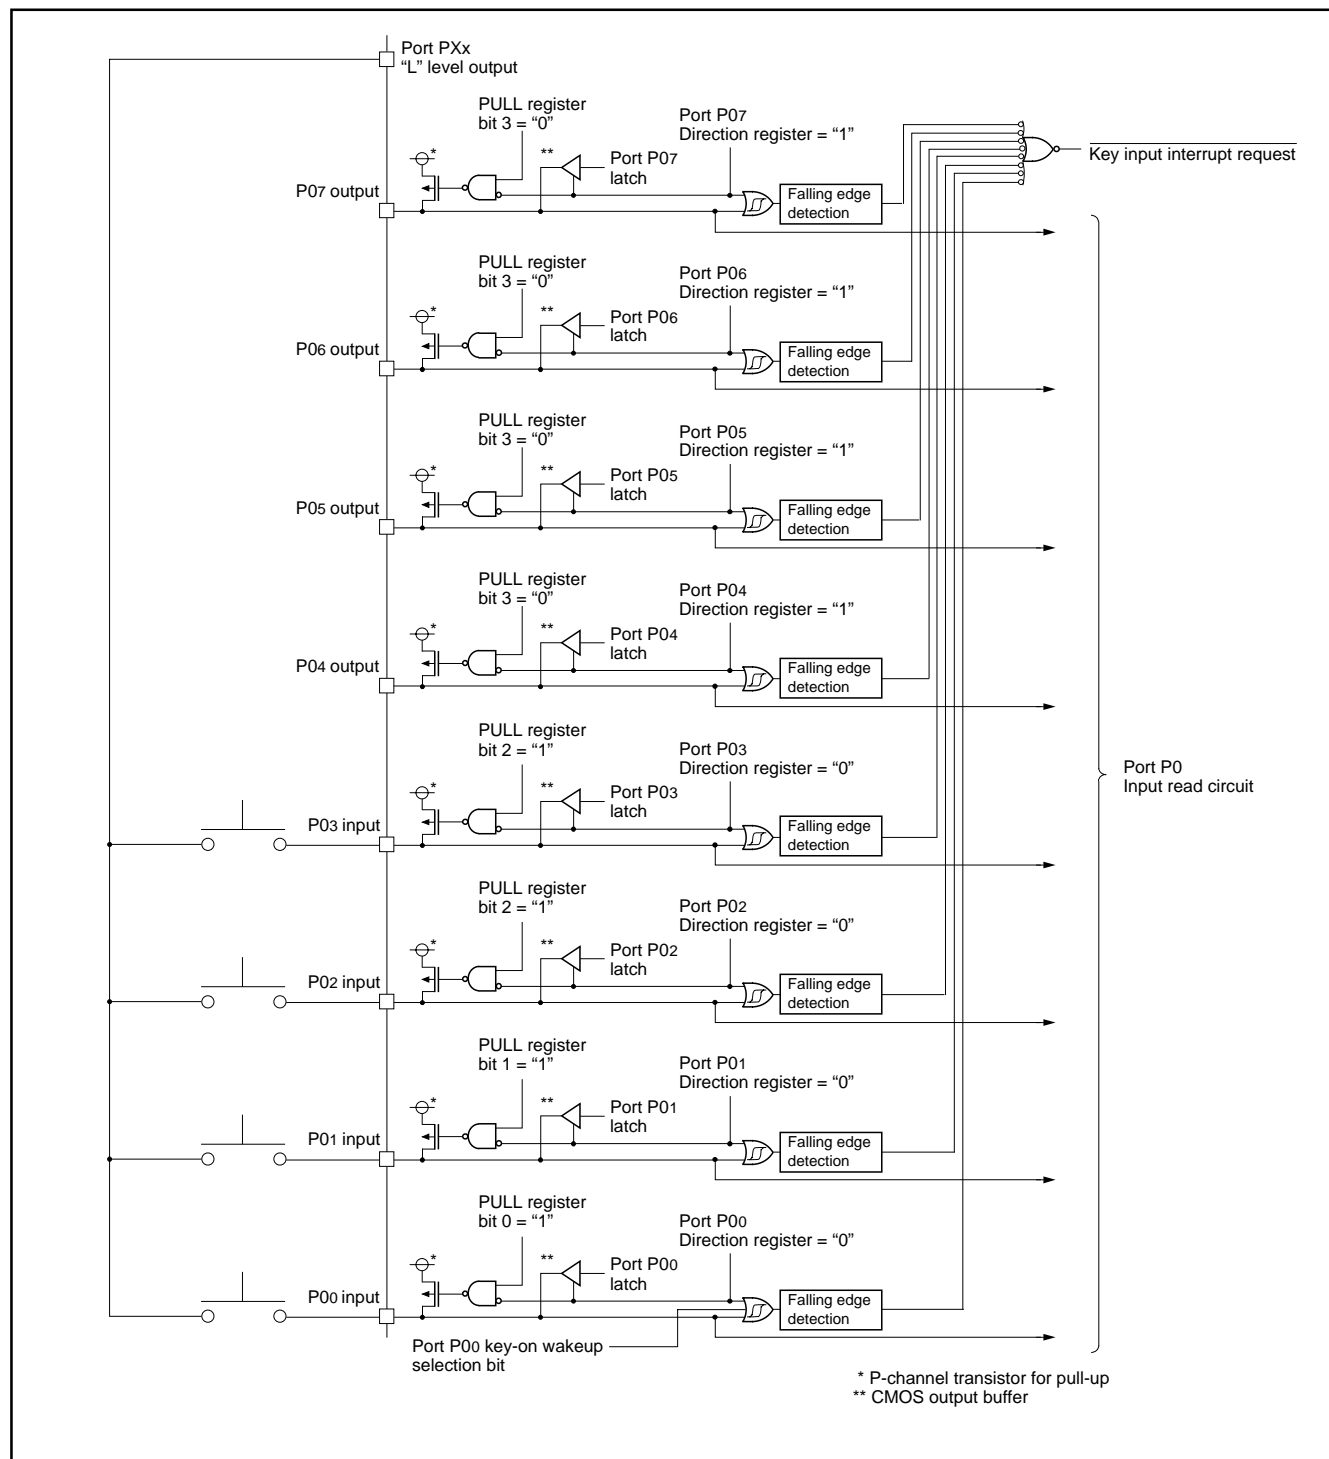 Port PXx
“L” level output
PULL register
bit 3 = “0”
Port P07
Direction register = “1”
*
**
Port P07
latch
P07 output
Falling edge
detection
Key input interrupt request
PULL register
bit 3 = “0”
Port P06
Direction register = “1”
*
**
Port P06
latch
P06 output
Falling edge
detection
PULL register
bit 3 = “0”
Port P05
Direction register = “1”
*
**
Port P05
latch
P05 output
Falling edge
detection
PULL register
bit 3 = “0”
Port P04
Direction register = “1”
*
**
Port P04
latch
P04 output
Falling edge
detection
PULL register
bit 2 = “1”
Port P03
Direction register = “0”
*
**
Port P03
latch
P03 input
Falling edge
detection
Port P0
Input read circuit
PULL register
bit 2 = “1”
Port P02
Direction register = “0”
*
**
Port P02
latch
P02 input
Falling edge
detection
PULL register
bit 1 = “1”
Port P01
Direction register = “0”
*
**
Port P01
latch
P01 input
Falling edge
detection
PULL register
bit 0 = “1”
Port P00
Direction register = “0”
*
**
Port P00
latch
P00 input
Falling edge
detection
Port P00 key-on wakeup
selection bit
* P-channel transistor for pull-up
** CMOS output buffer